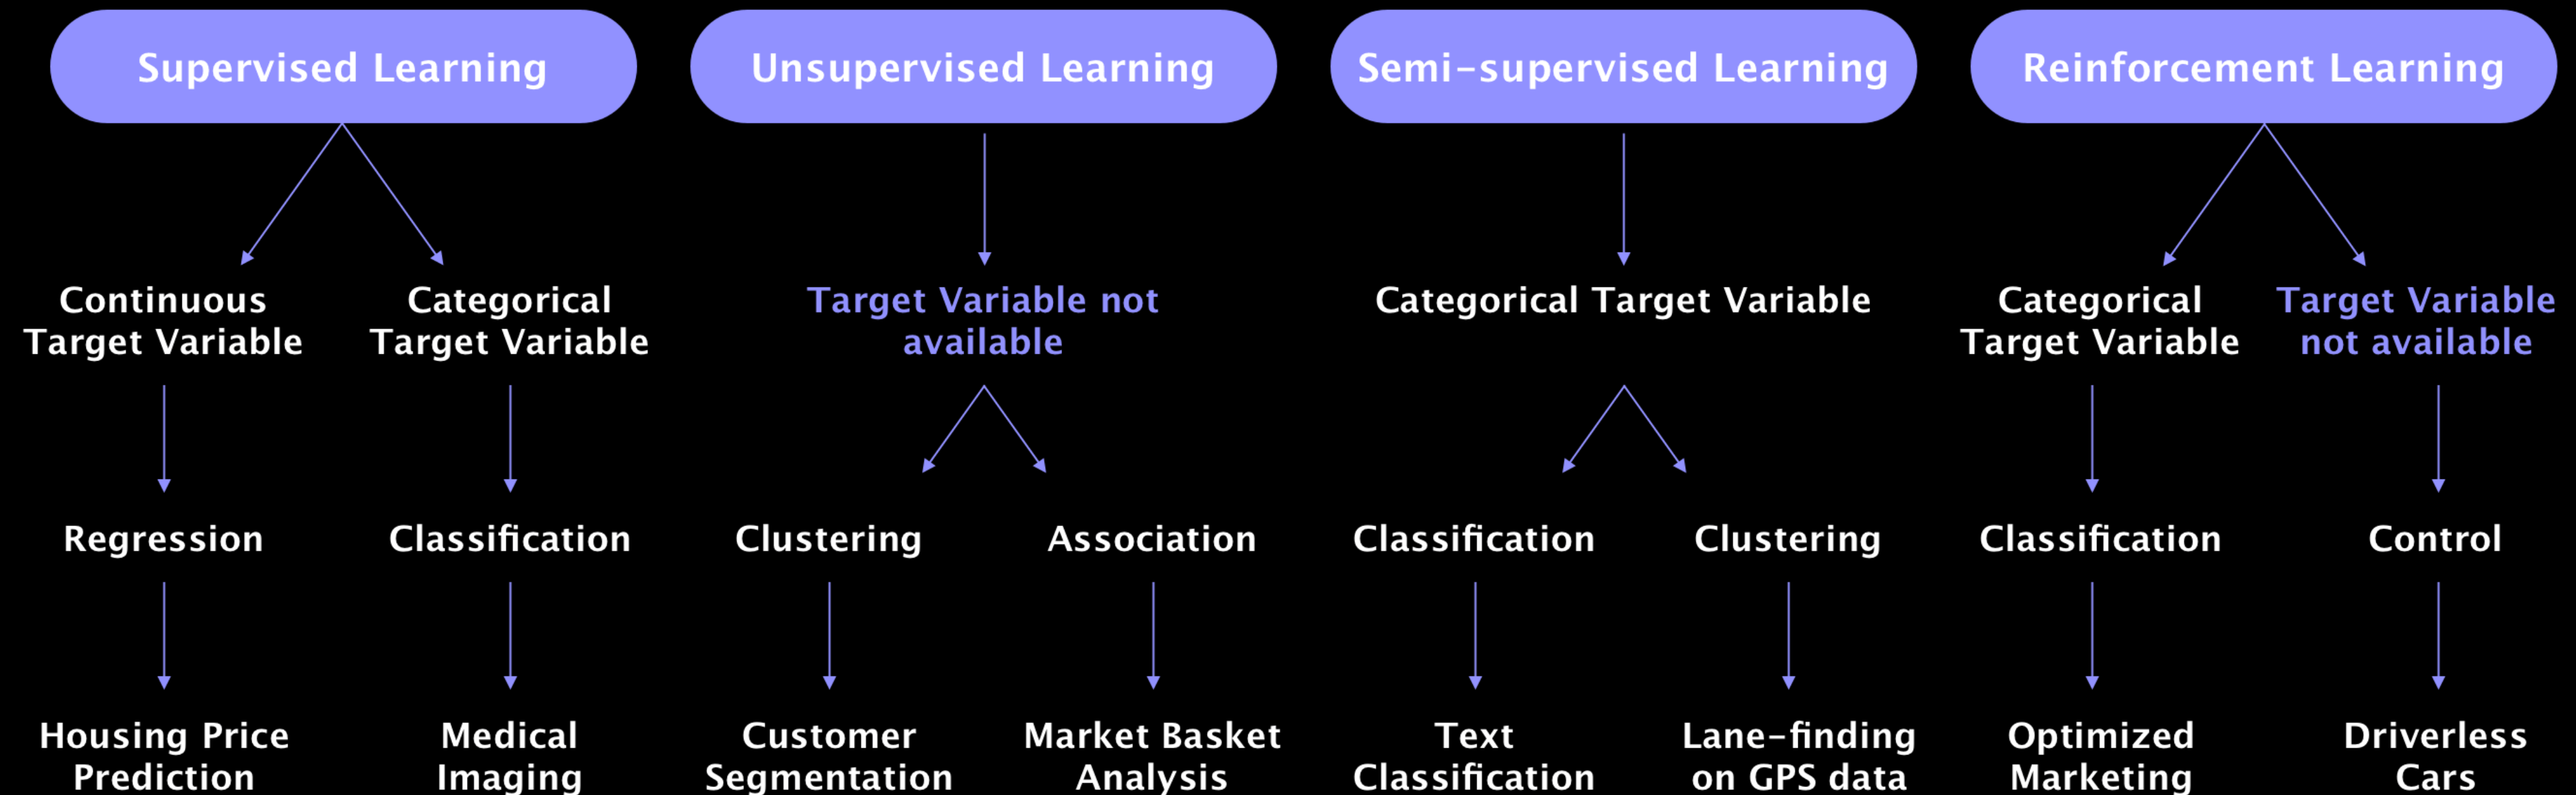 Supervised Learning
Unsupervised Learning
Semi-supervised Learning
Reinforcement Learning
Continuous
Target Variable
Categorical
Target Variable
Target Variable not
available
Categorical Target Variable
Categorical
Target Variable
Target Variable
not available
Regression
Classification
Clustering
Association
Classification
Clustering
Classification
Control
Housing Price
Prediction
Medical
Imaging
Customer
Segmentation
Market Basket
Analysis
Text
Classification
Lane-finding
on GPS data
Optimized
Marketing
Driverless
Cars